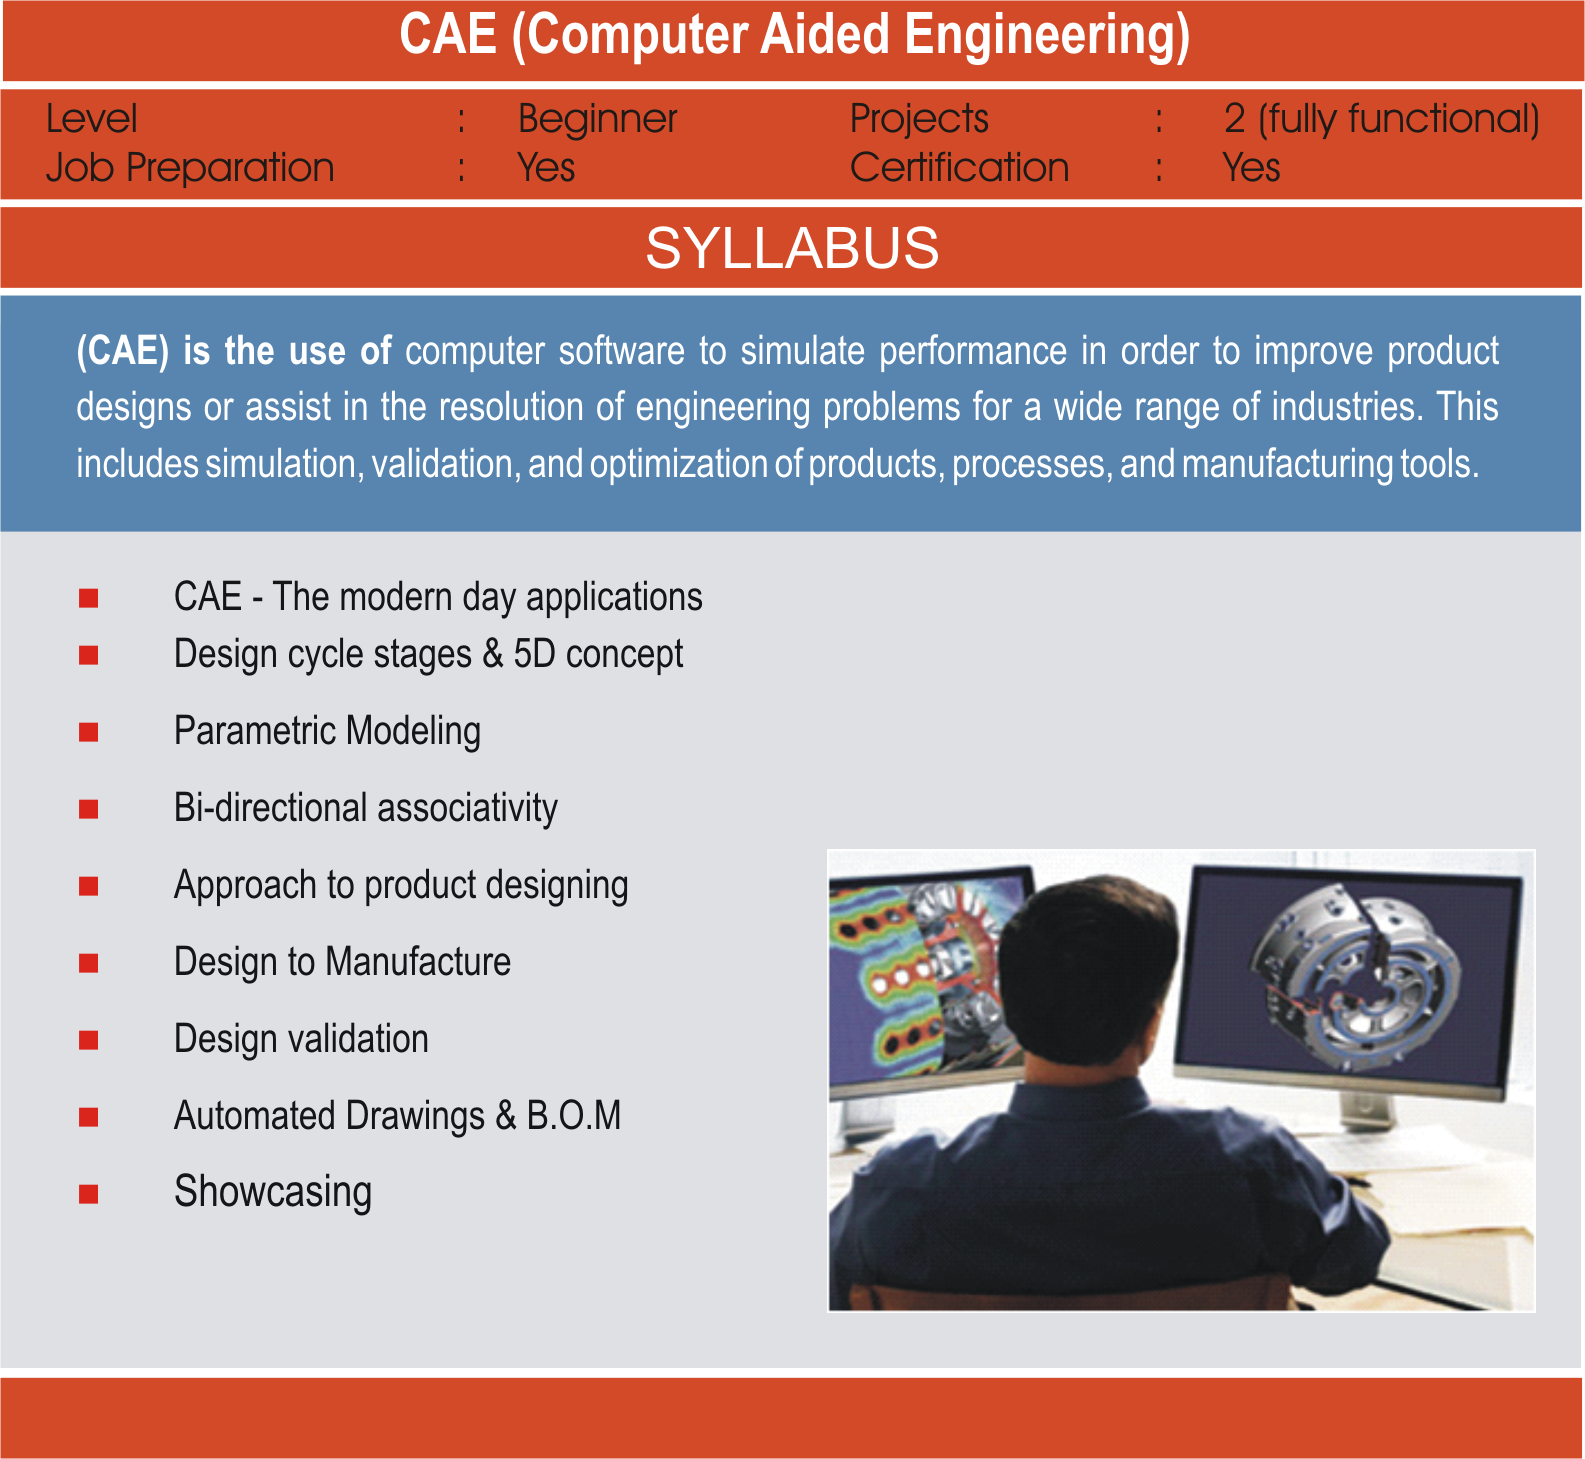 CAE (Computer Aided Engineering)
Level : Beginner Projects : 2 (fully functional)
Job Preparation : Yes Certification : Yes
SYLLABUS
(CAE) is the use of computer software to simulate performance in order to improve product
designs or assist in the resolution of engineering problems for a wide range of industries. This
includes simulation, validation, and optimization of products, processes, and manufacturing tools.
CAE - The modern day applications
Design cycle stages & 5D concept
Parametric Modeling
Bi-directional associativity
Approach to product designing
Design to Manufacture
Design validation
Automated Drawings & B.O.M
Showcasing